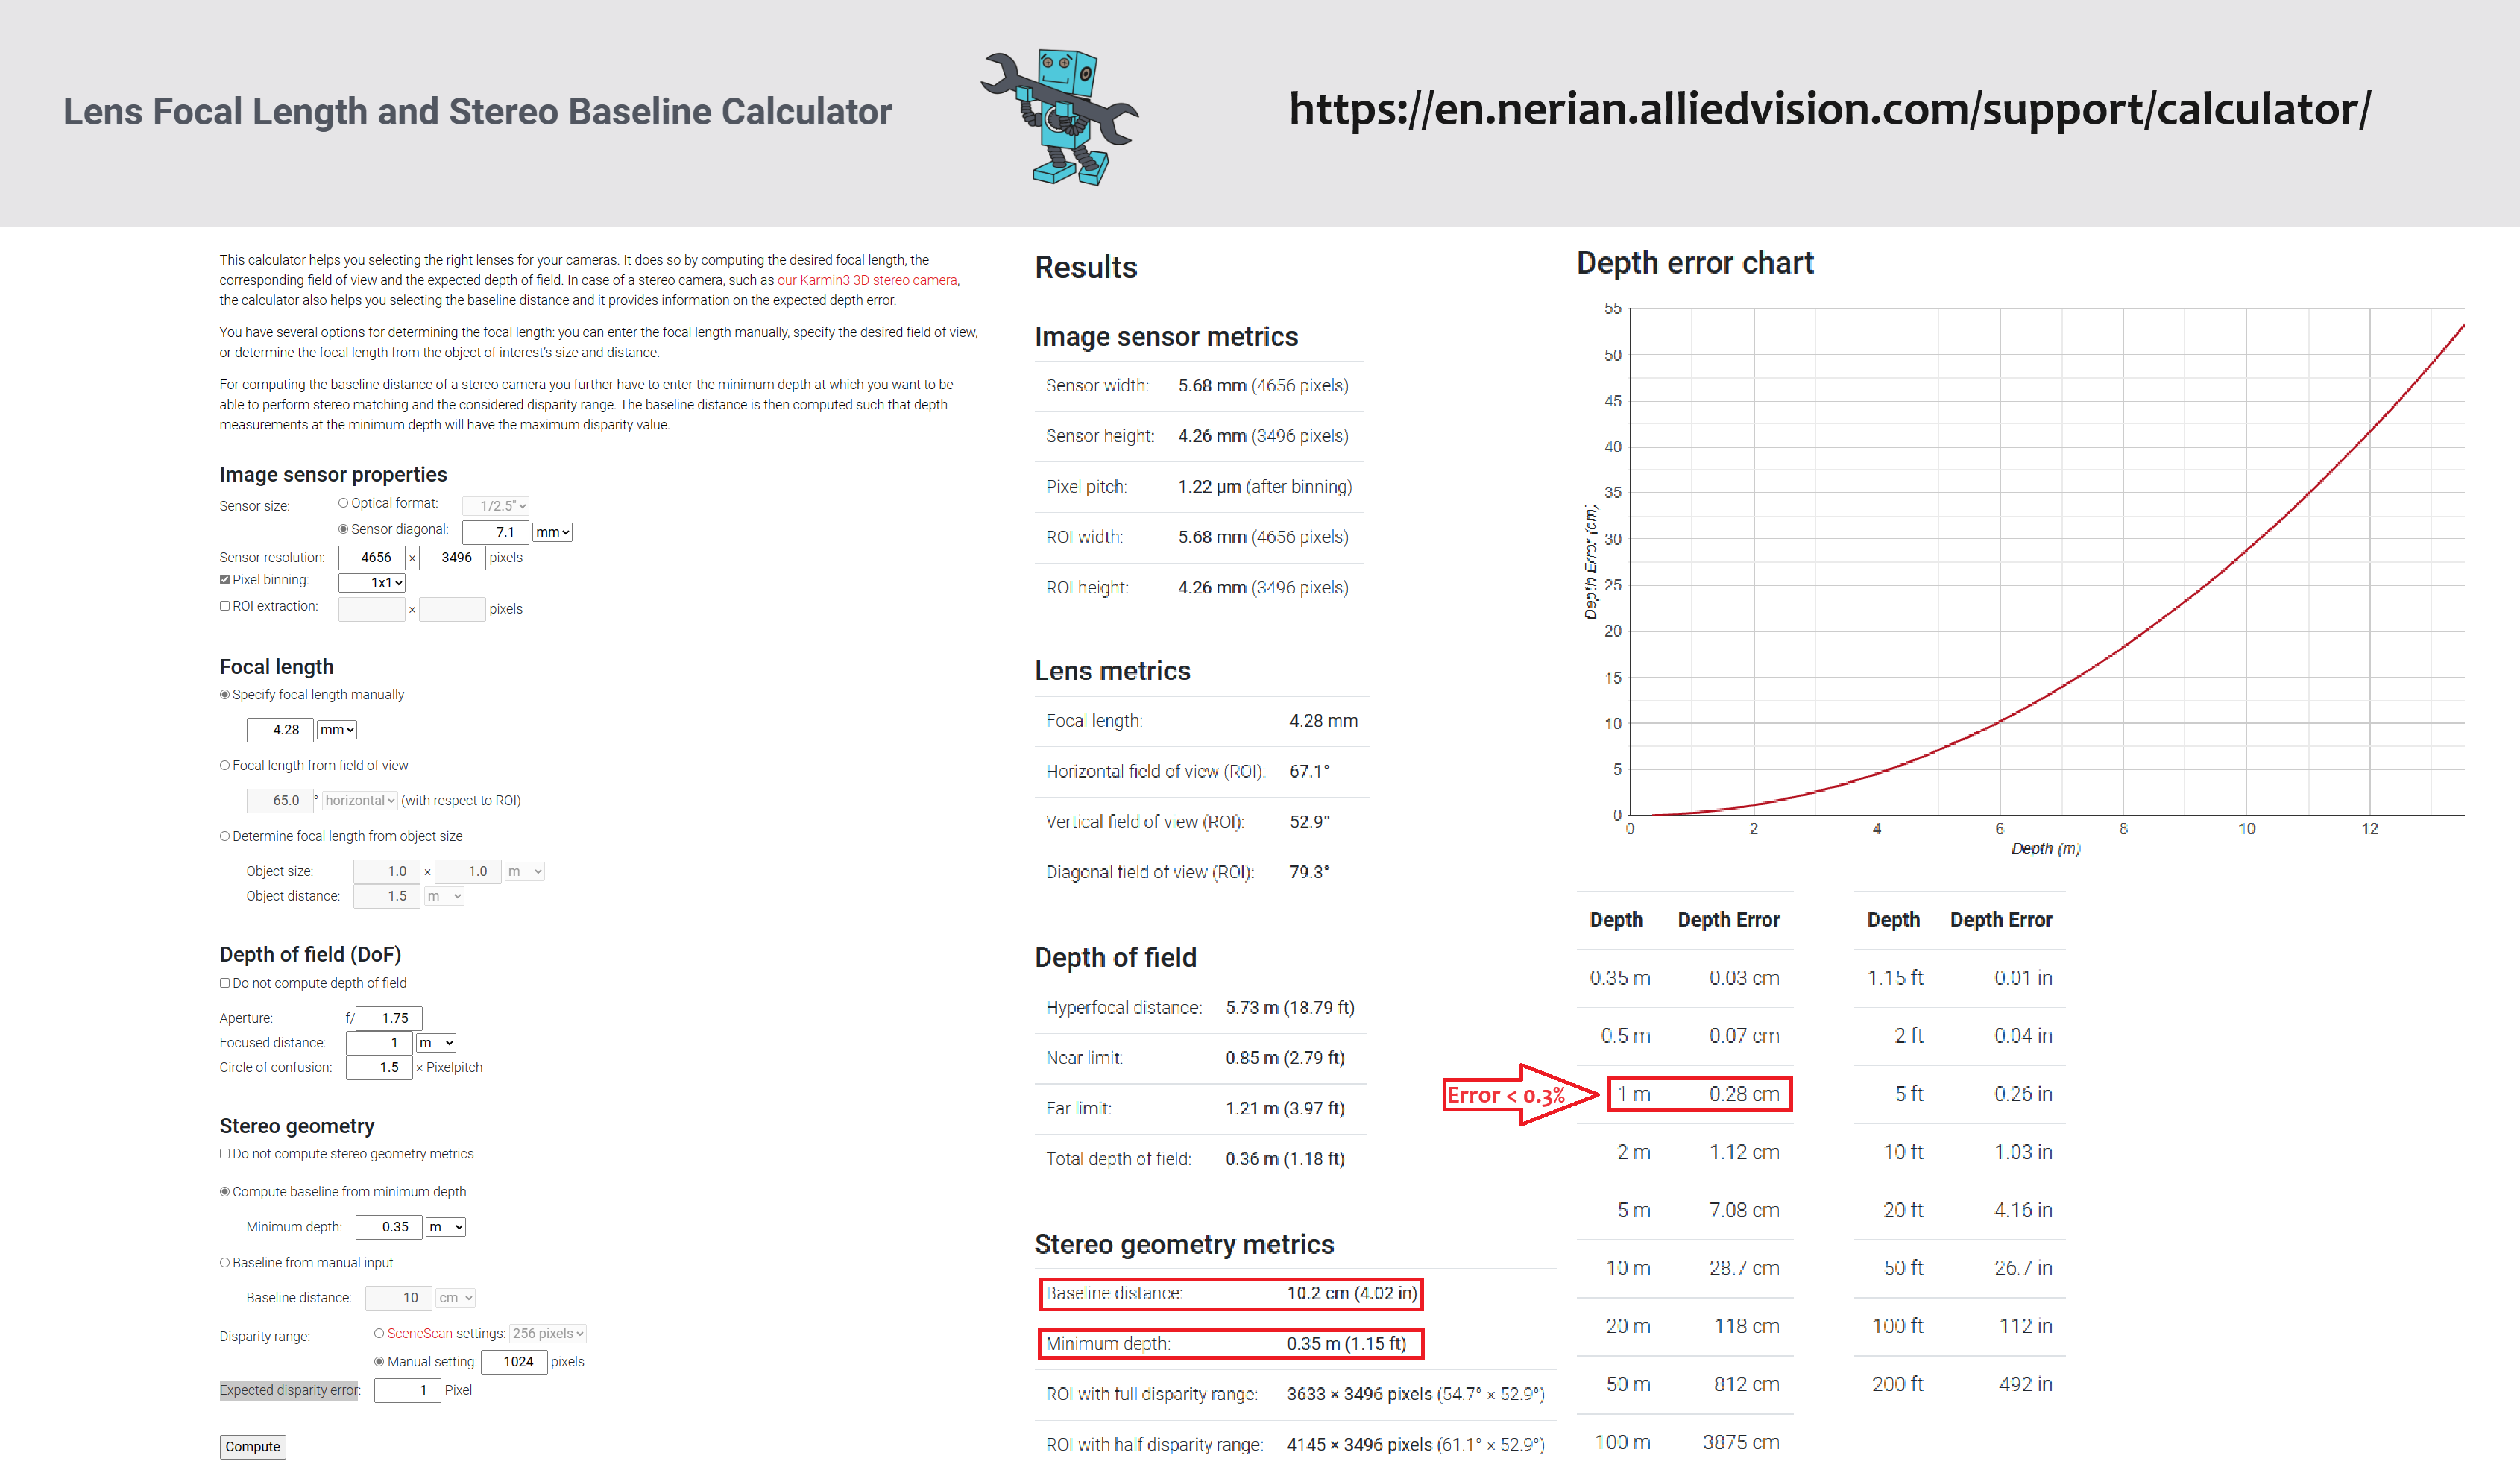 Lens Focal Length and Stereo Baseline Calculator
https://en.nerian.alliedvision.com/support/calculator/
This calculator helps you selecting the right lenses for your cameras. It does so by computing the desired focal length, the
corresponding field of view and the expected depth of field. In case of a stereo camera, such as our Karmin3 3D stereo camera,
the calculator also helps you selecting the baseline distance and it provides information on the expected depth error.
You have several options for determining the focal length: you can enter the focal length manually, specify the desired field of view,
or determine the focal length from the object of interest's size and distance.
For computing the baseline distance of a stereo camera you further have to enter the minimum depth at which you want to be
able to perform stereo matching and the considered disparity range. The baseline distance is then computed such that depth
measurements at the minimum depth will have the maximum disparity value.
Image sensor properties
Sensor size: Optical format: 1/2.5"
Sensor diagonal: 7.1 mm
Sensor resolution: 4656 × 3496 pixels
Pixel binning: 1x1
ROI extraction: × pixels
Focal length
Specify focal length manually
4.28 mm
Focal length from field of view
65.0 ° horizontal (with respect to ROI)
Determine focal length from object size
Object size: 1.0 × 1.0 m
Object distance: 1.5 m
Depth of field (DoF)
Do not compute depth of field
Aperture: f/ 1.75
Focused distance: 1 m
Circle of confusion: 1.5 × Pixelpitch
Stereo geometry
Do not compute stereo geometry metrics
Compute baseline from minimum depth
Minimum depth: 0.35 m
Baseline from manual input
Baseline distance: 10 cm
Disparity range: SceneScan settings: 256 pixels
Manual setting: 1024 pixels
Expected disparity error: 1 Pixel
Compute
Results
Image sensor metrics
Sensor width: 5.68 mm (4656 pixels)
Sensor height: 4.26 mm (3496 pixels)
Pixel pitch: 1.22 µm (after binning)
ROI width: 5.68 mm (4656 pixels)
ROI height: 4.26 mm (3496 pixels)
Lens metrics
Focal length: 4.28 mm
Horizontal field of view (ROI): 67.1°
Vertical field of view (ROI): 52.9°
Diagonal field of view (ROI): 79.3°
Depth of field
Hyperfocal distance: 5.73 m (18.79 ft)
Near limit: 0.85 m (2.79 ft)
Far limit: 1.21 m (3.97 ft)
Total depth of field: 0.36 m (1.18 ft)
Stereo geometry metrics
Baseline distance: 10.2 cm (4.02 in)
Minimum depth: 0.35 m (1.15 ft)
ROI with full disparity range: 3633 × 3496 pixels (54.7° × 52.9°)
ROI with half disparity range: 4145 × 3496 pixels (61.1° × 52.9°)
Depth error chart
55
50
45
40
35
30
25
20
15
10
5
0
Depth Error (cm)
0 2 4 6 8 10 12
Depth (m)
Depth Depth Error
0.35 m 0.03 cm
0.5 m 0.07 cm
Error < 0.3%
1 m 0.28 cm
2 m 1.12 cm
5 m 7.08 cm
10 m 28.7 cm
20 m 118 cm
50 m 812 cm
100 m 3875 cm
Depth Depth Error
1.15 ft 0.01 in
2 ft 0.04 in
5 ft 0.26 in
10 ft 1.03 in
20 ft 4.16 in
50 ft 26.7 in
100 ft 112 in
200 ft 492 in